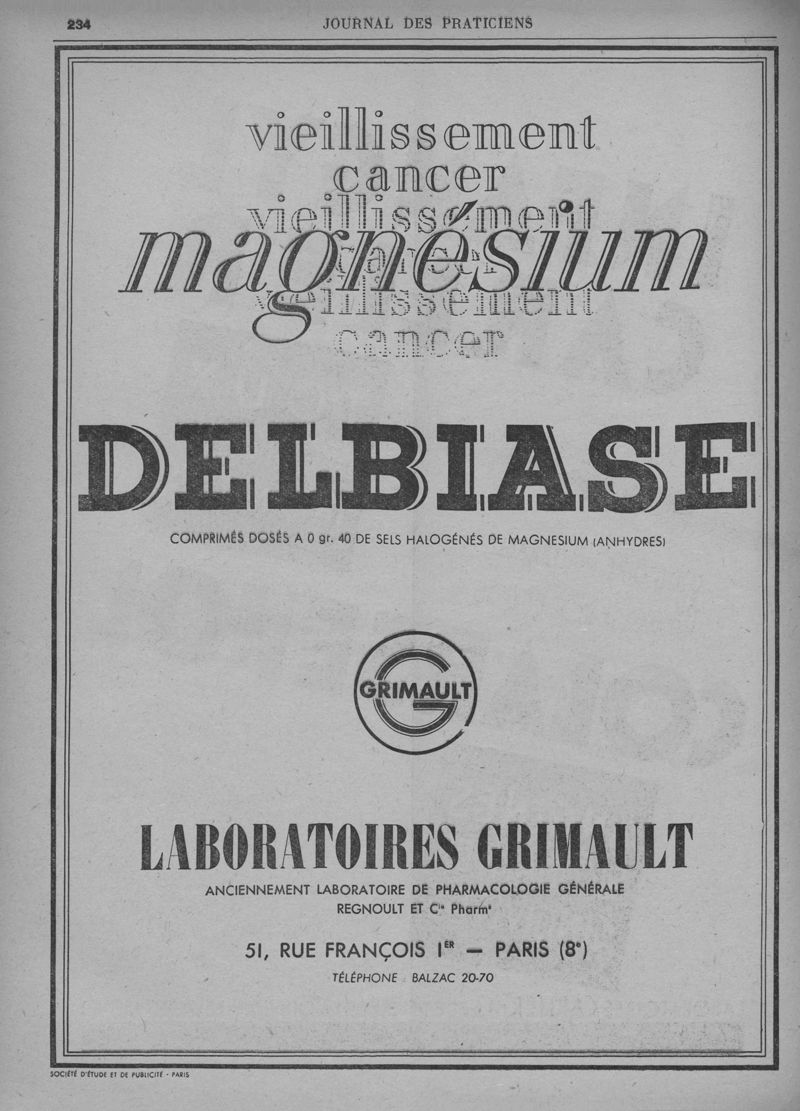 234
JOURNAL DES PRATICIENS
vieillissement
cancer
vieillissement
magnésium
cancer
vieillissement
cancer
DELBIASE
COMPRIMÉS DOSÉS A 0 gr. 40 DE SELS HALOGÉNÉS DE MAGNESIUM (ANHYDRES)
GRIMAULT
LABORATOIRES GRIMAULT
ANCIENNEMENT LABORATOIRE DE PHARMACOLOGIE GÉNÉRALE
REGNOULT ET Cie Pharmn
51, RUE FRANÇOIS IER — PARIS (8e)
TÉLÉPHONE : BALZAC 20-70
SOCIÉTÉ D'ÉTUDE ET DE PUBLICITÉ - PARIS